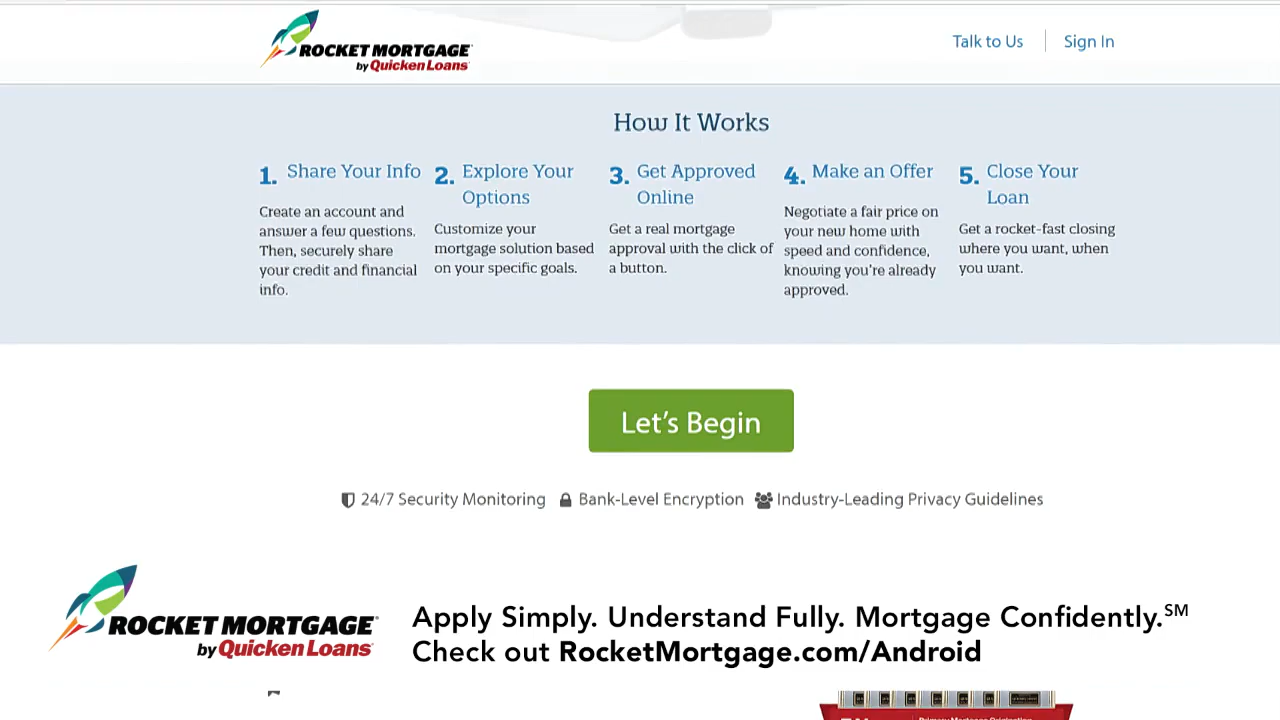 ROCKET MORTGAGE
by Quicken Loans
Talk to Us
Sign In
How It Works
1. Share Your Info
Create an account and
answer a few questions.
Then, securely share
your credit and financial
info.
2. Explore Your
Options
Customize your
mortgage solution based
on your specific goals.
3. Get Approved
Online
Get a real mortgage
approval with the click of
a button.
4. Make an Offer
Negotiate a fair price on
your new home with
speed and confidence,
knowing you're already
approved.
5. Close Your
Loan
Get a rocket-fast closing
where you want, when
you want.
Let's Begin
24/7 Security Monitoring
Bank-Level Encryption
Industry-Leading Privacy Guidelines
ROCKET MORTGAGE
by Quicken Loans
Apply Simply. Understand Fully. Mortgage Confidently.SM
Check out RocketMortgage.com/Android
Primary Mortgage Origination